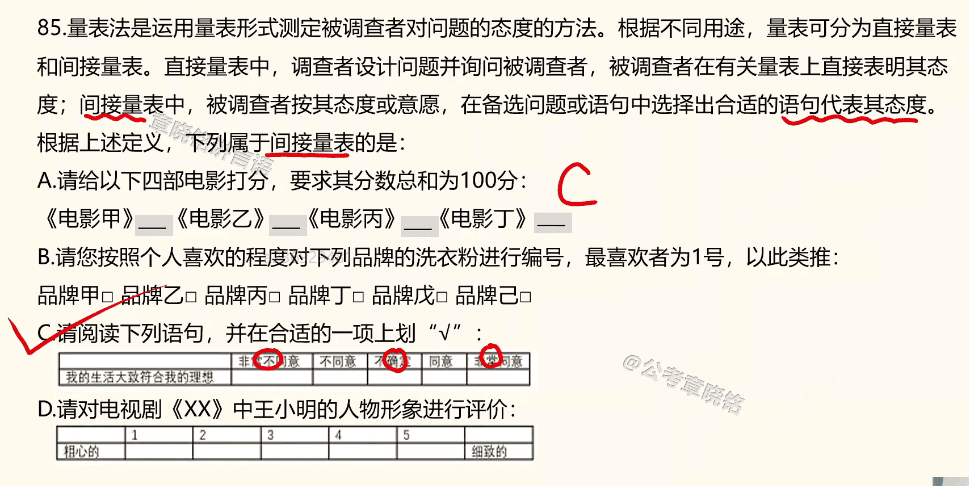 85.量表法是运用量表形式测定被调查者对问题的态度的方法。根据不同用途，量表可分为直接量表
和间接量表。直接量表中，调查者设计问题并询问被调查者，被调查者在有关量表上直接表明其态
度；间接量表中，被调查者按其态度或意愿，在备选问题或语句中选择出合适的语句代表其态度。
根据上述定义，下列属于间接量表的是：
A.请给以下四部电影打分，要求其分数总和为100分：
C
《电影甲》___《电影乙》___《电影丙》___《电影丁》___
B.请您按照个人喜欢的程度对下列品牌的洗衣粉进行编号，最喜欢者为1号，以此类推：
品牌甲□ 品牌乙□ 品牌丙□ 品牌丁□ 品牌戊□ 品牌己□
C.请阅读下列语句，并在合适的一项上划“√”：
非常不同意 不同意 不确定 同意 非常同意
我的生活大致符合我的理想
@公考章晓铭
D.请对电视剧《XX》中王小明的人物形象进行评价：
1 2 3 4 5
粗心的 细致的